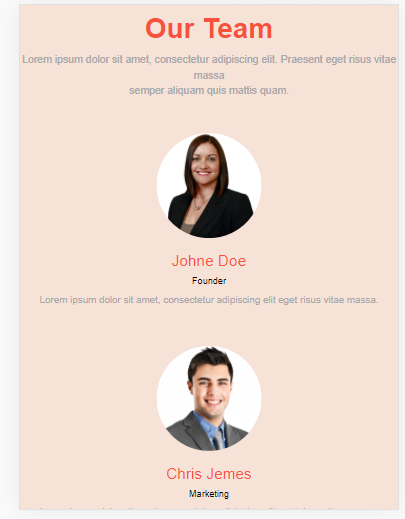 Our Team
Lorem ipsum dolor sit amet, consectetur adipiscing elit. Praesent eget risus vitae
massa
semper aliquam quis mattis quam.
Johne Doe
Founder
Lorem ipsum dolor sit amet, consectetur adipiscing elit eget risus vitae massa.
Chris Jemes
Marketing